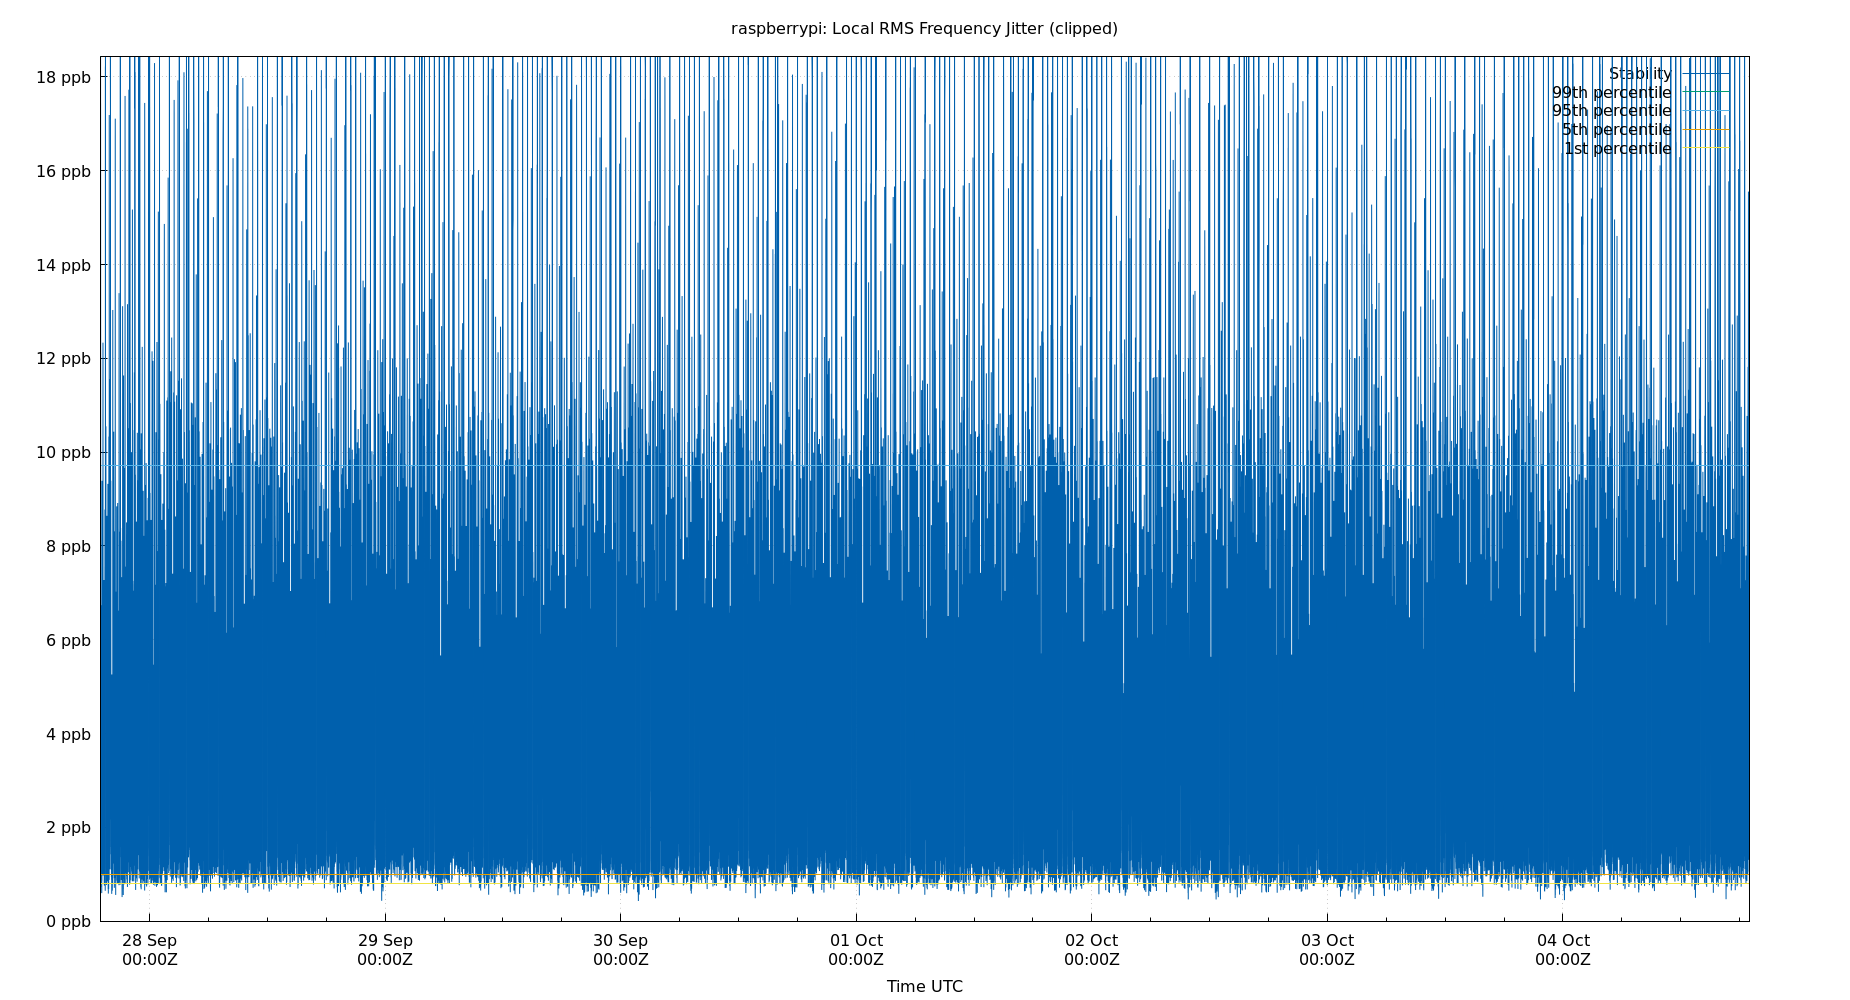 raspberrypi: Local RMS Frequency Jitter (clipped)
18 ppb
16 ppb
14 ppb
12 ppb
10 ppb
8 ppb
6 ppb
4 ppb
2 ppb
0 ppb
Stability
99th percentile
95th percentile
5th percentile
1st percentile
28 Sep 29 Sep 30 Sep 01 Oct 02 Oct 03 Oct 04 Oct
00:00Z 00:00Z 00:00Z 00:00Z 00:00Z 00:00Z 00:00Z
Time UTC